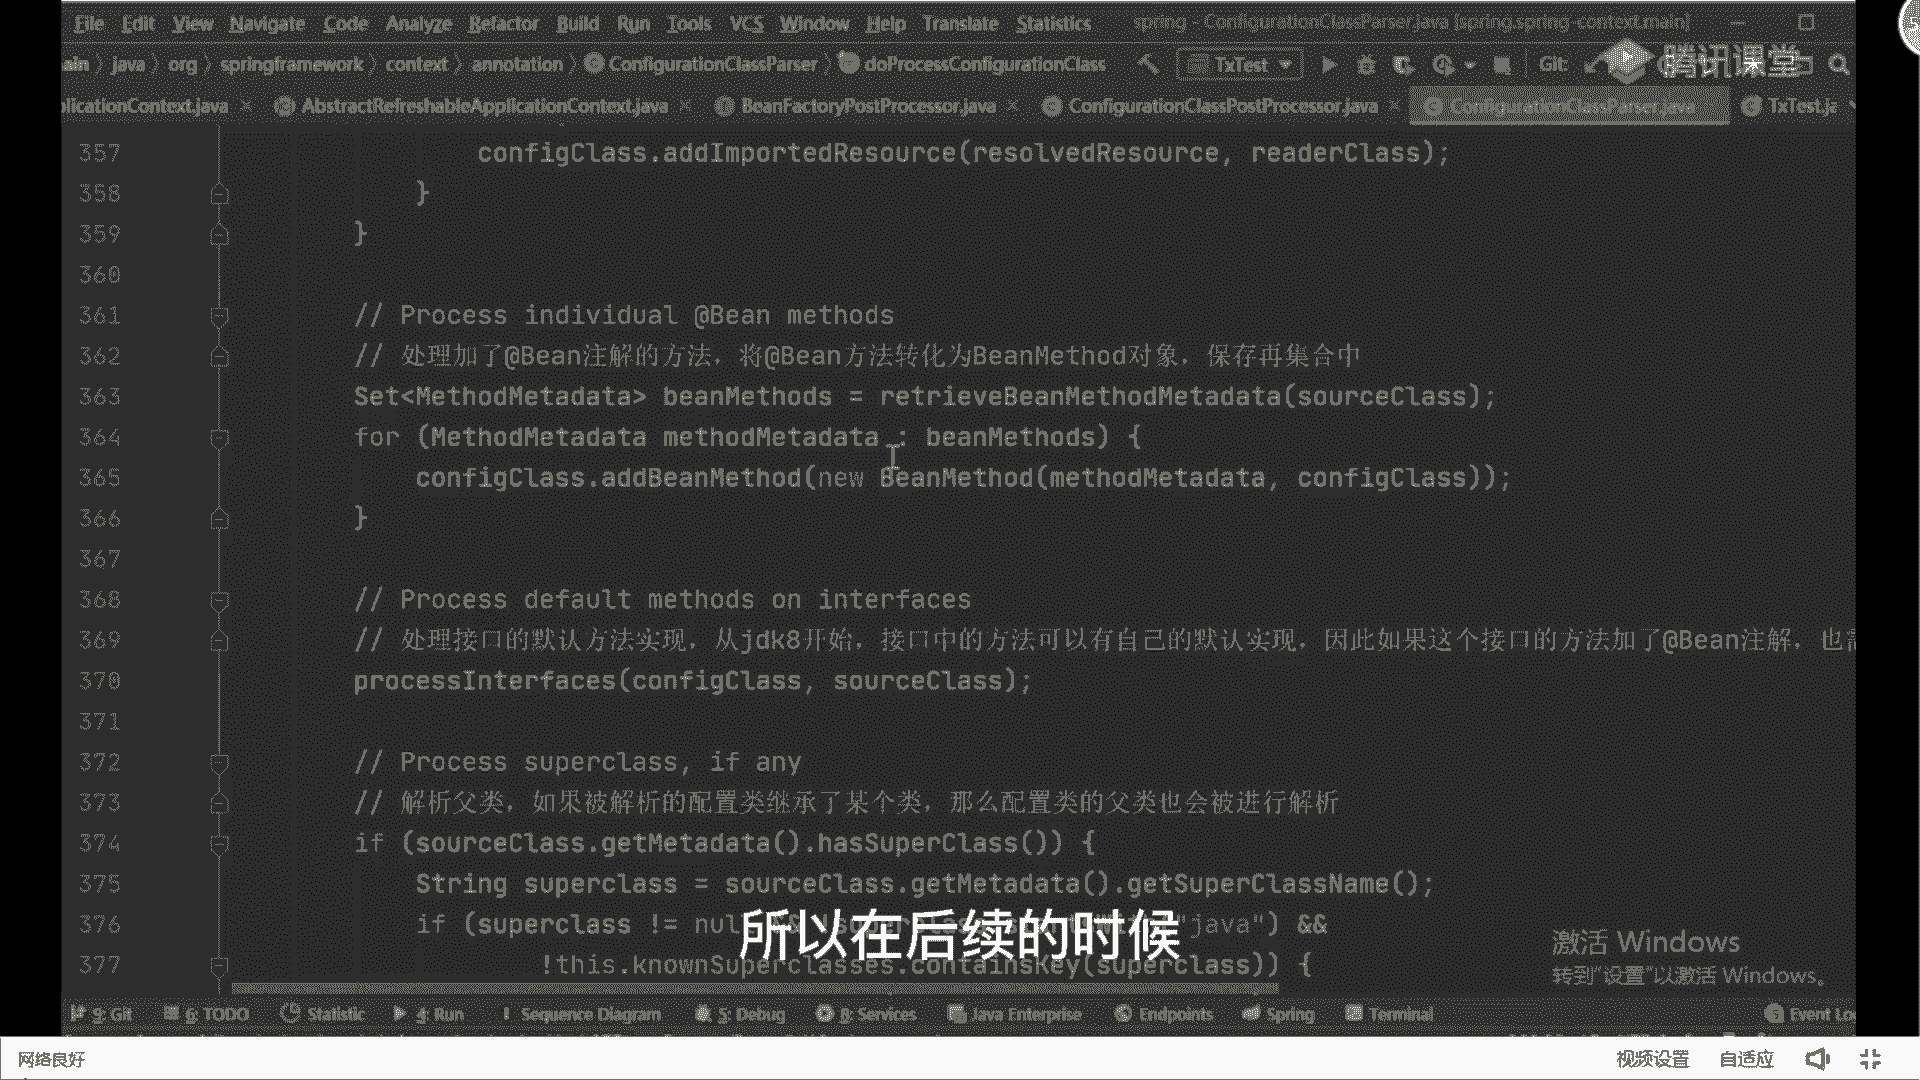 File Edit View Navigate Code Analyze Refactor Build Run Tools VCS Window Help Translate Statistics spring - ConfigurationClassParser.java [spring.spring-context.main]
ain java org springframework context annotation ConfigurationClassParser doProcessConfigurationClass TxTest Git: 腾讯课堂
plicationContext.java AbstractRefreshableApplicationContext.java BeanFactoryPostProcessor.java ConfigurationClassPostProcessor.java ConfigurationClassParser.java TxTest.ja
357 configClass.addImportedResource(resolvedResource, readerClass);
358 }
359 }
360
361 // Process individual @Bean methods
362 // 处理加了@Bean注解的方法，将@Bean方法转化为BeanMethod对象，保存再集合中
363 Set<MethodMetadata> beanMethods = retrieveBeanMethodMetadata(sourceClass);
364 for (MethodMetadata methodMetadata : beanMethods) {
365 configClass.addBeanMethod(new BeanMethod(methodMetadata, configClass));
366 }
367
368 // Process default methods on interfaces
369 // 处理接口的默认方法实现，从jdk8开始，接口中的方法可以有自己的默认实现，因此如果这个接口的方法加了@Bean注解，也
370 processInterfaces(configClass, sourceClass);
371
372 // Process superclass, if any
373 // 解析父类，如果被解析的配置类继承了某个类，那么配置类的父类也会被进行解析
374 if (sourceClass.getMetadata().hasSuperClass()) {
375 String superclass = sourceClass.getMetadata().getSuperClassName();
376 if (superclass != nul "java") &&
377 !this.knownSuperclasses.containsKey(superclass)) {
所以在后续的时候
激活 Windows
转到"设置"以激活 Windows。
9: Git 6: TODO Statistic 4: Run Sequence Diagram 5: Debug 8: Services Java Enterprise Endpoints Spring Terminal Event Lo
网络良好 视频设置 自适应